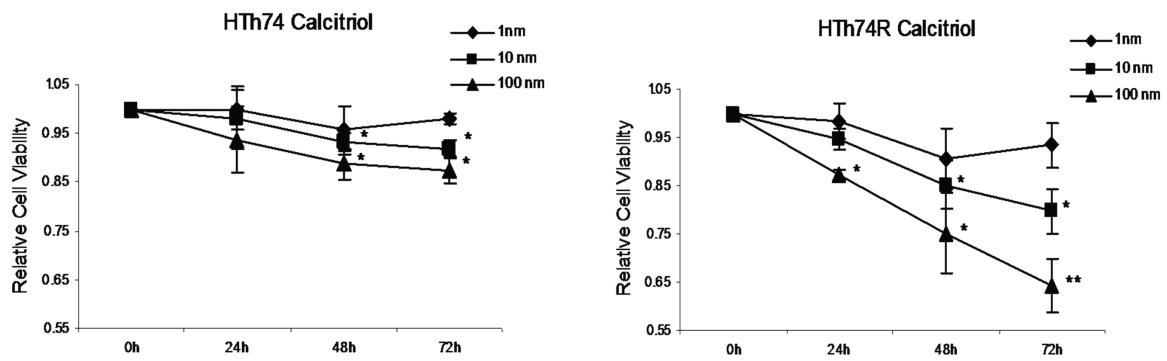 HTh74 Calcitriol
1nm
10 nm
100 nm
Relative Cell Viability
1.05
0.95
0.85
0.75
0.65
0.55
*
*
*
*
0h
24h
48h
72h
HTh74R Calcitriol
1nm
10 nm
100 nm
Relative Cell Viability
1.05
0.95
0.85
0.75
0.65
0.55
*
*
*
*
**
0h
24h
48h
72h